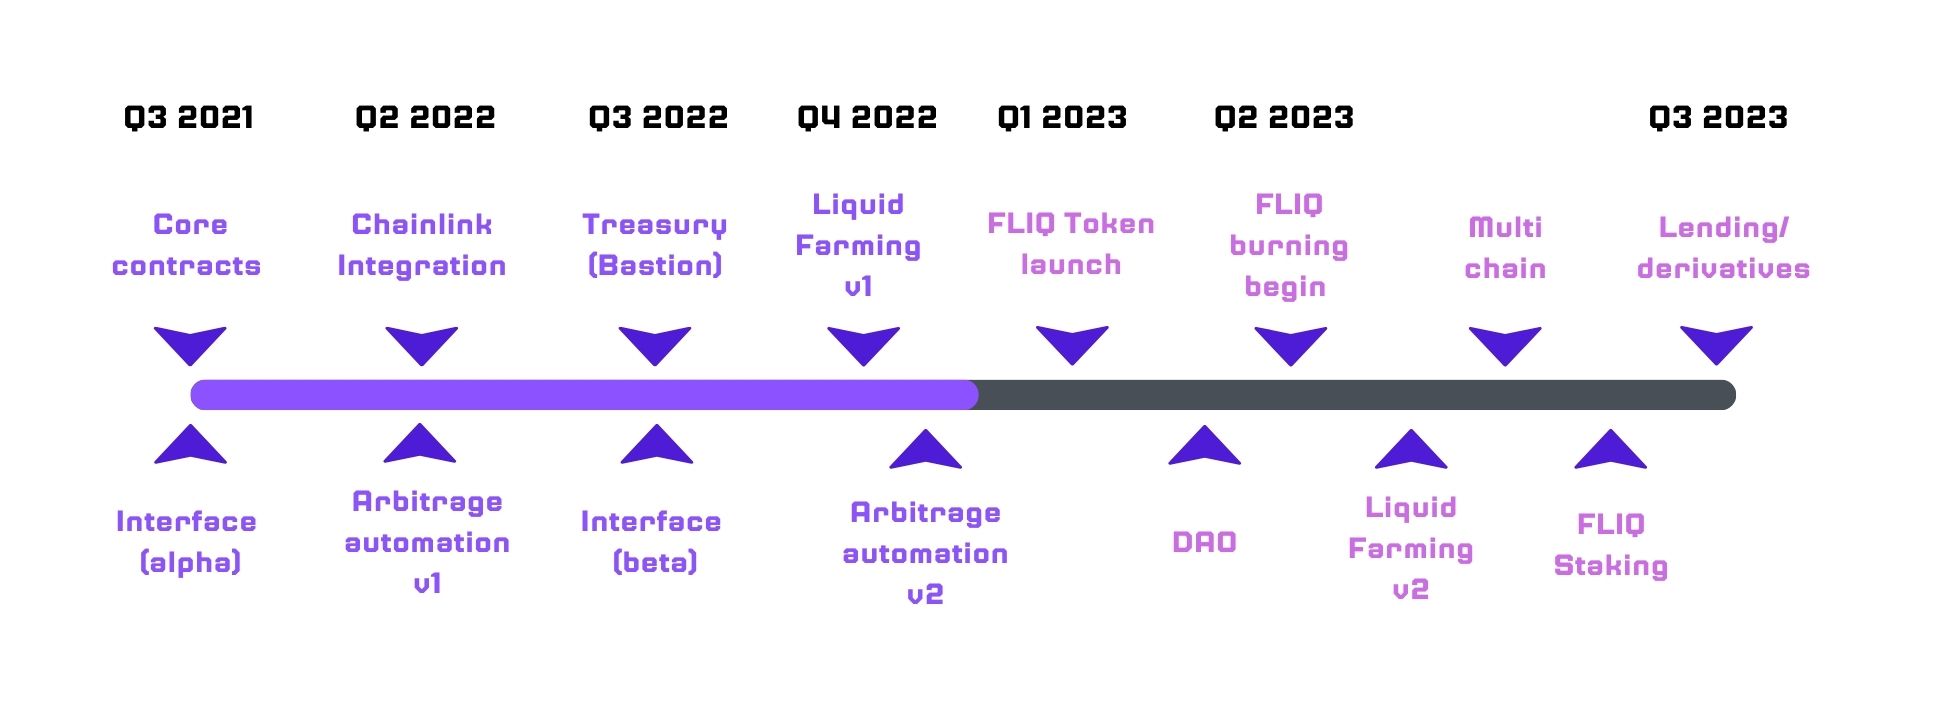 Q3 2021
Q2 2022
Q3 2022
Q4 2022
Q1 2023
Q2 2023
Q3 2023
Core
contracts
Chainlink
Integration
Treasury
(Bastion)
Liquid
Farming
v1
FLIQ Token
launch
FLIQ
burning
begin
Multi
chain
Lending/
derivatives
Interface
(alpha)
Arbitrage
automation
v1
Interface
(beta)
Arbitrage
automation
v2
DAO
Liquid
Farming
v2
FLIQ
Staking